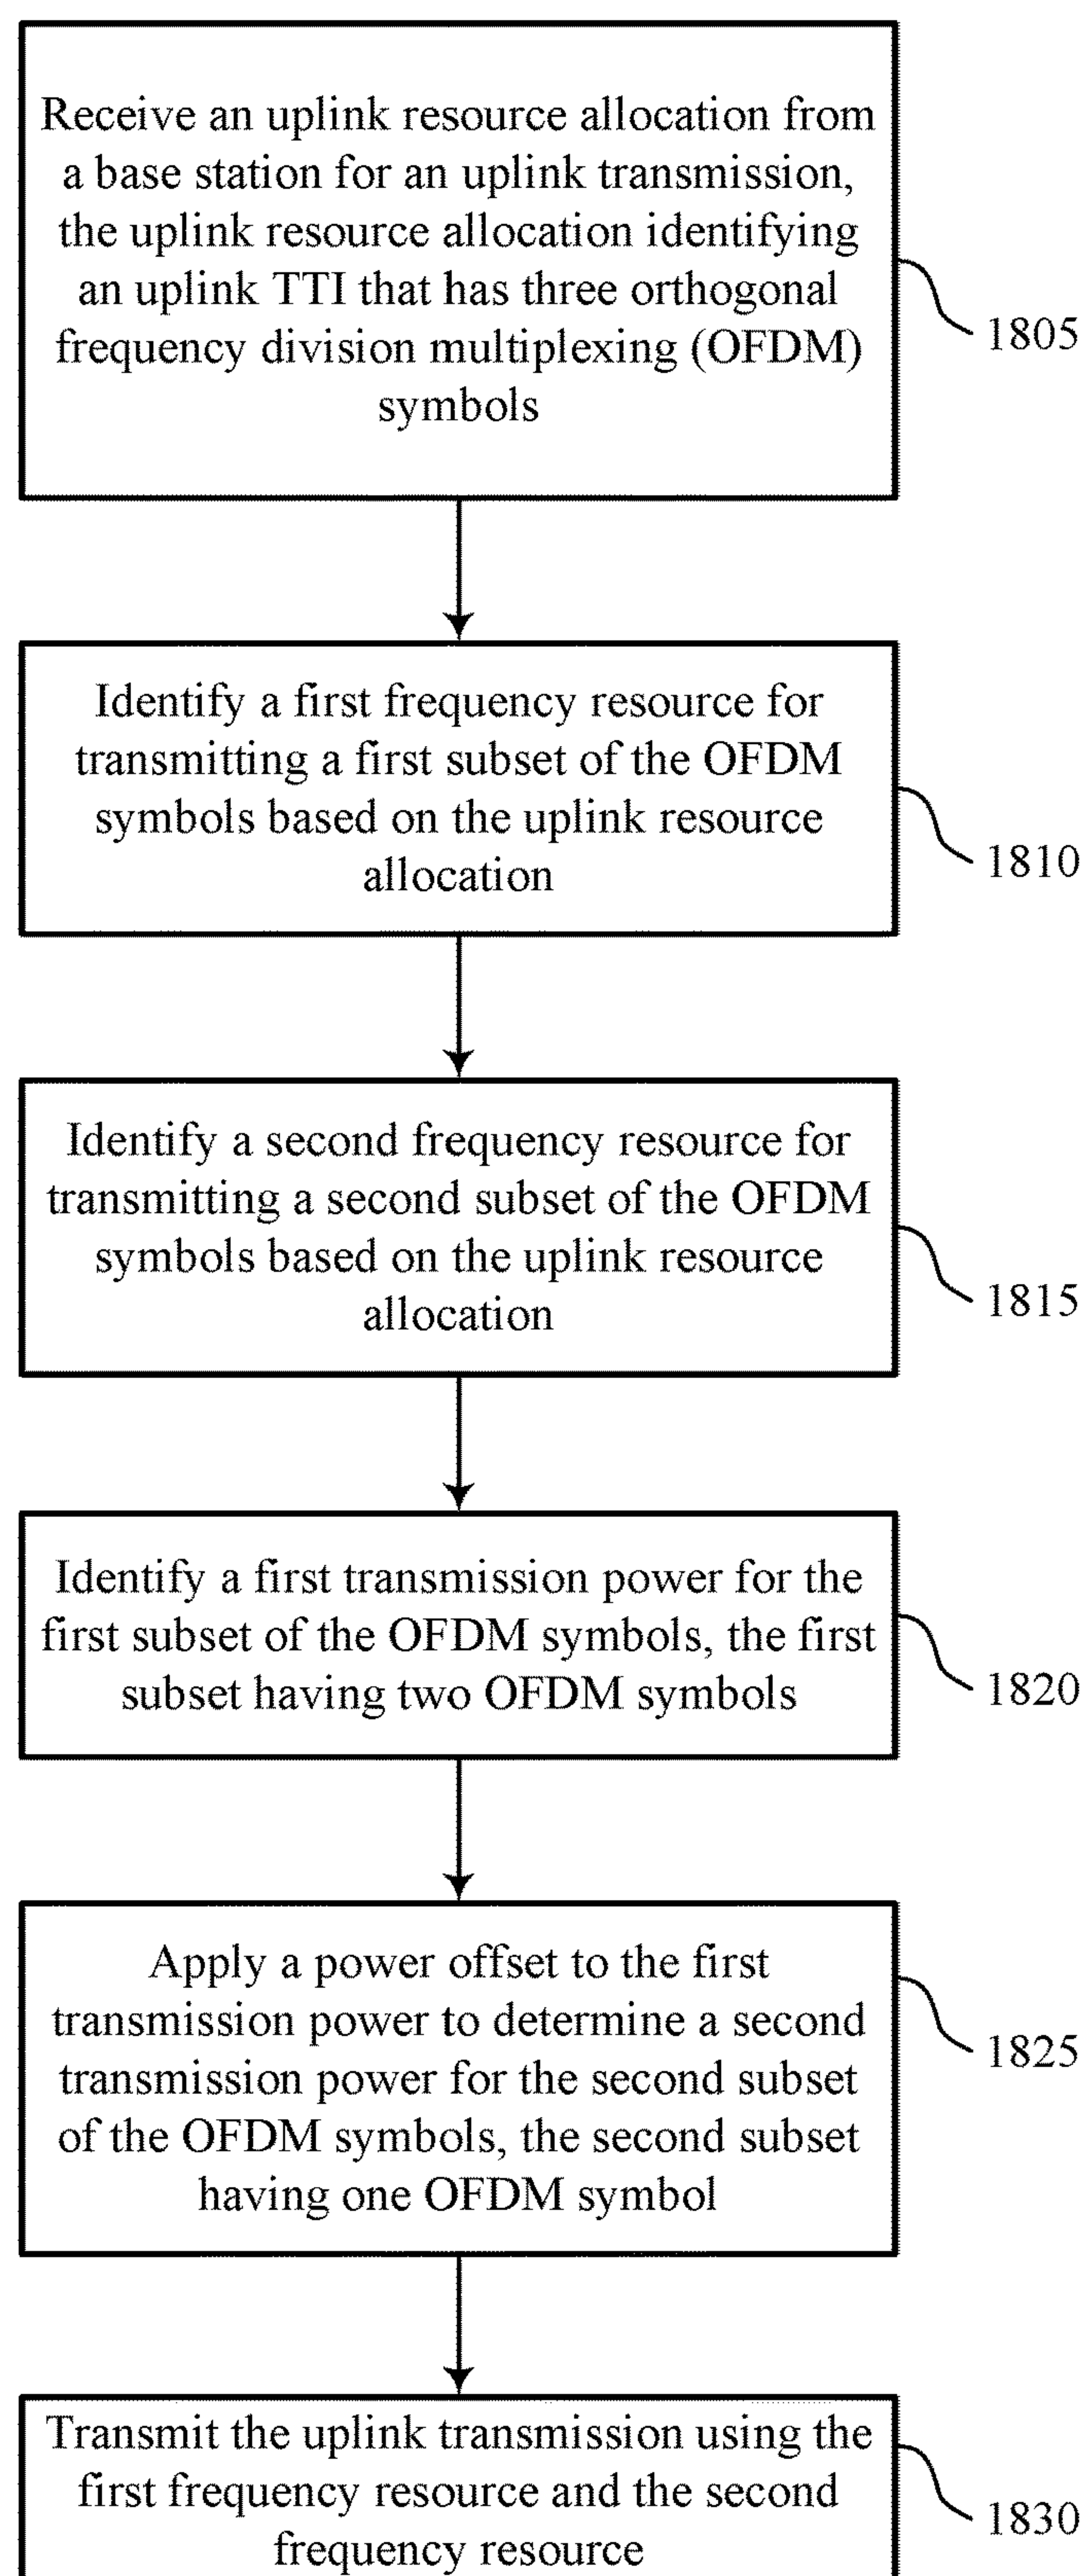 Receive an uplink resource allocation from
a base station for an uplink transmission,
the uplink resource allocation identifying
an uplink TTI that has three orthogonal
frequency division multiplexing (OFDM)
symbols
1805
Identify a first frequency resource for
transmitting a first subset of the OFDM
symbols based on the uplink resource
allocation
1810
Identify a second frequency resource for
transmitting a second subset of the OFDM
symbols based on the uplink resource
allocation
1815
Identify a first transmission power for the
first subset of the OFDM symbols, the first
subset having two OFDM symbols
1820
Apply a power offset to the first
transmission power to determine a second
transmission power for the second subset
of the OFDM symbols, the second subset
having one OFDM symbol
1825
Transmit the uplink transmission using the
first frequency resource and the second
frequency resource
1830